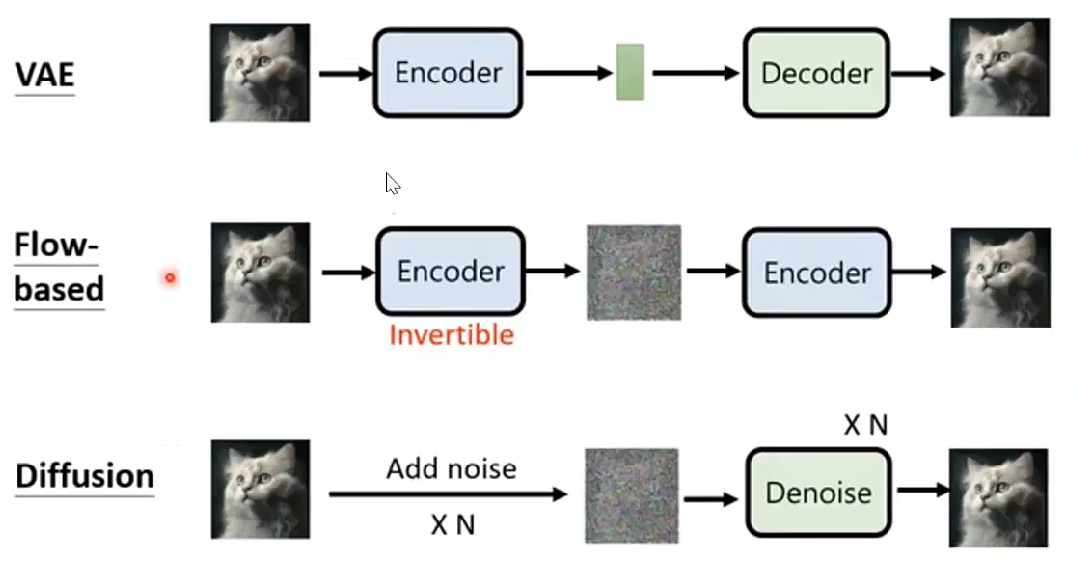 VAE
Encoder
Decoder
Flow-
based
Encoder
Encoder
Invertible
Diffusion
Add noise
X N
X N
Denoise